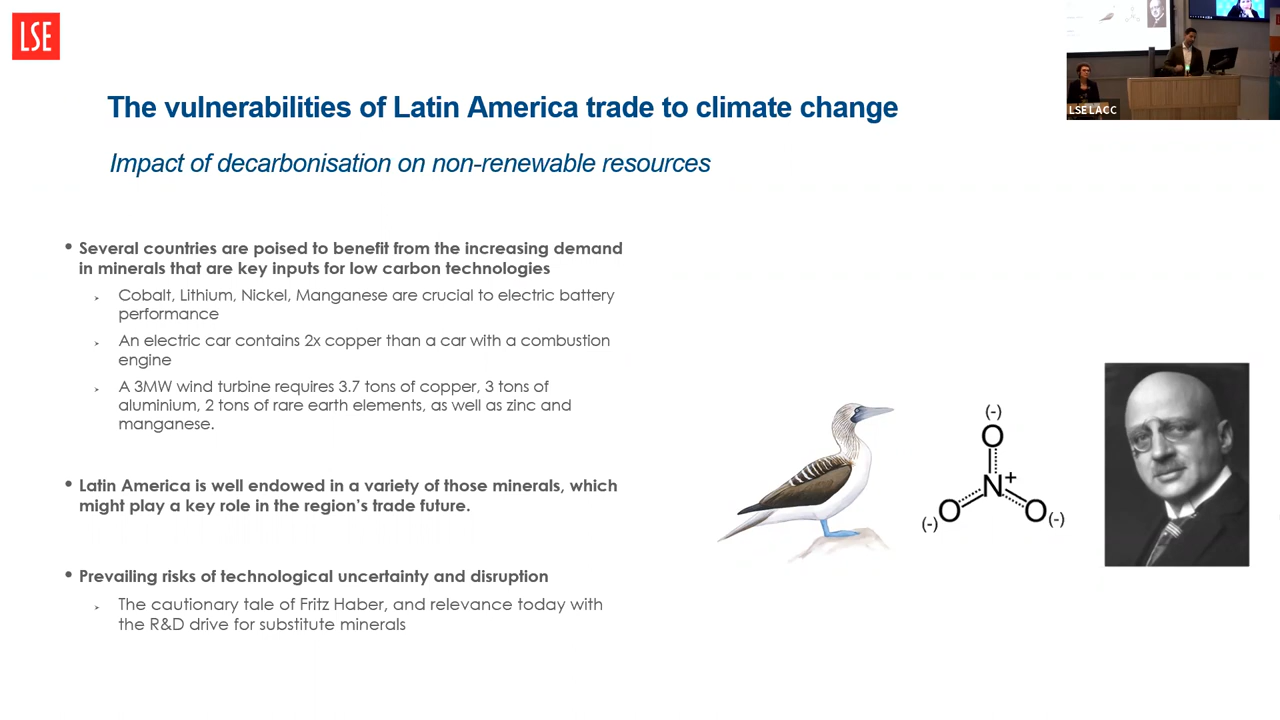 LSE
LSE LACC
The vulnerabilities of Latin America trade to climate change
Impact of decarbonisation on non-renewable resources
• Several countries are poised to benefit from the increasing demand
in minerals that are key inputs for low carbon technologies
➢ Cobalt, Lithium, Nickel, Manganese are crucial to electric battery
performance
➢ An electric car contains 2x copper than a car with a combustion
engine
➢ A 3MW wind turbine requires 3.7 tons of copper, 3 tons of
aluminium, 2 tons of rare earth elements, as well as zinc and
manganese.
• Latin America is well endowed in a variety of those minerals, which
might play a key role in the region's trade future.
• Prevailing risks of technological uncertainty and disruption
➢ The cautionary tale of Fritz Haber, and relevance today with
the R&D drive for substitute minerals
(-)
O
N+
O O
(-) (-)